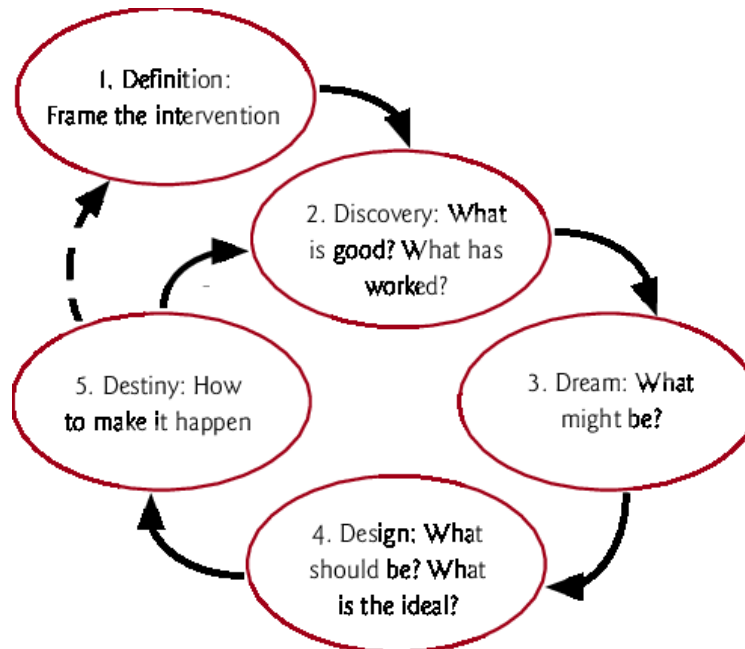 1. Definition:
Frame the intervention
2. Discovery: What
is good? What has
worked?
3. Dream: What
might be?
4. Design: What
should be? What
is the ideal?
5. Destiny: How
to make it happen